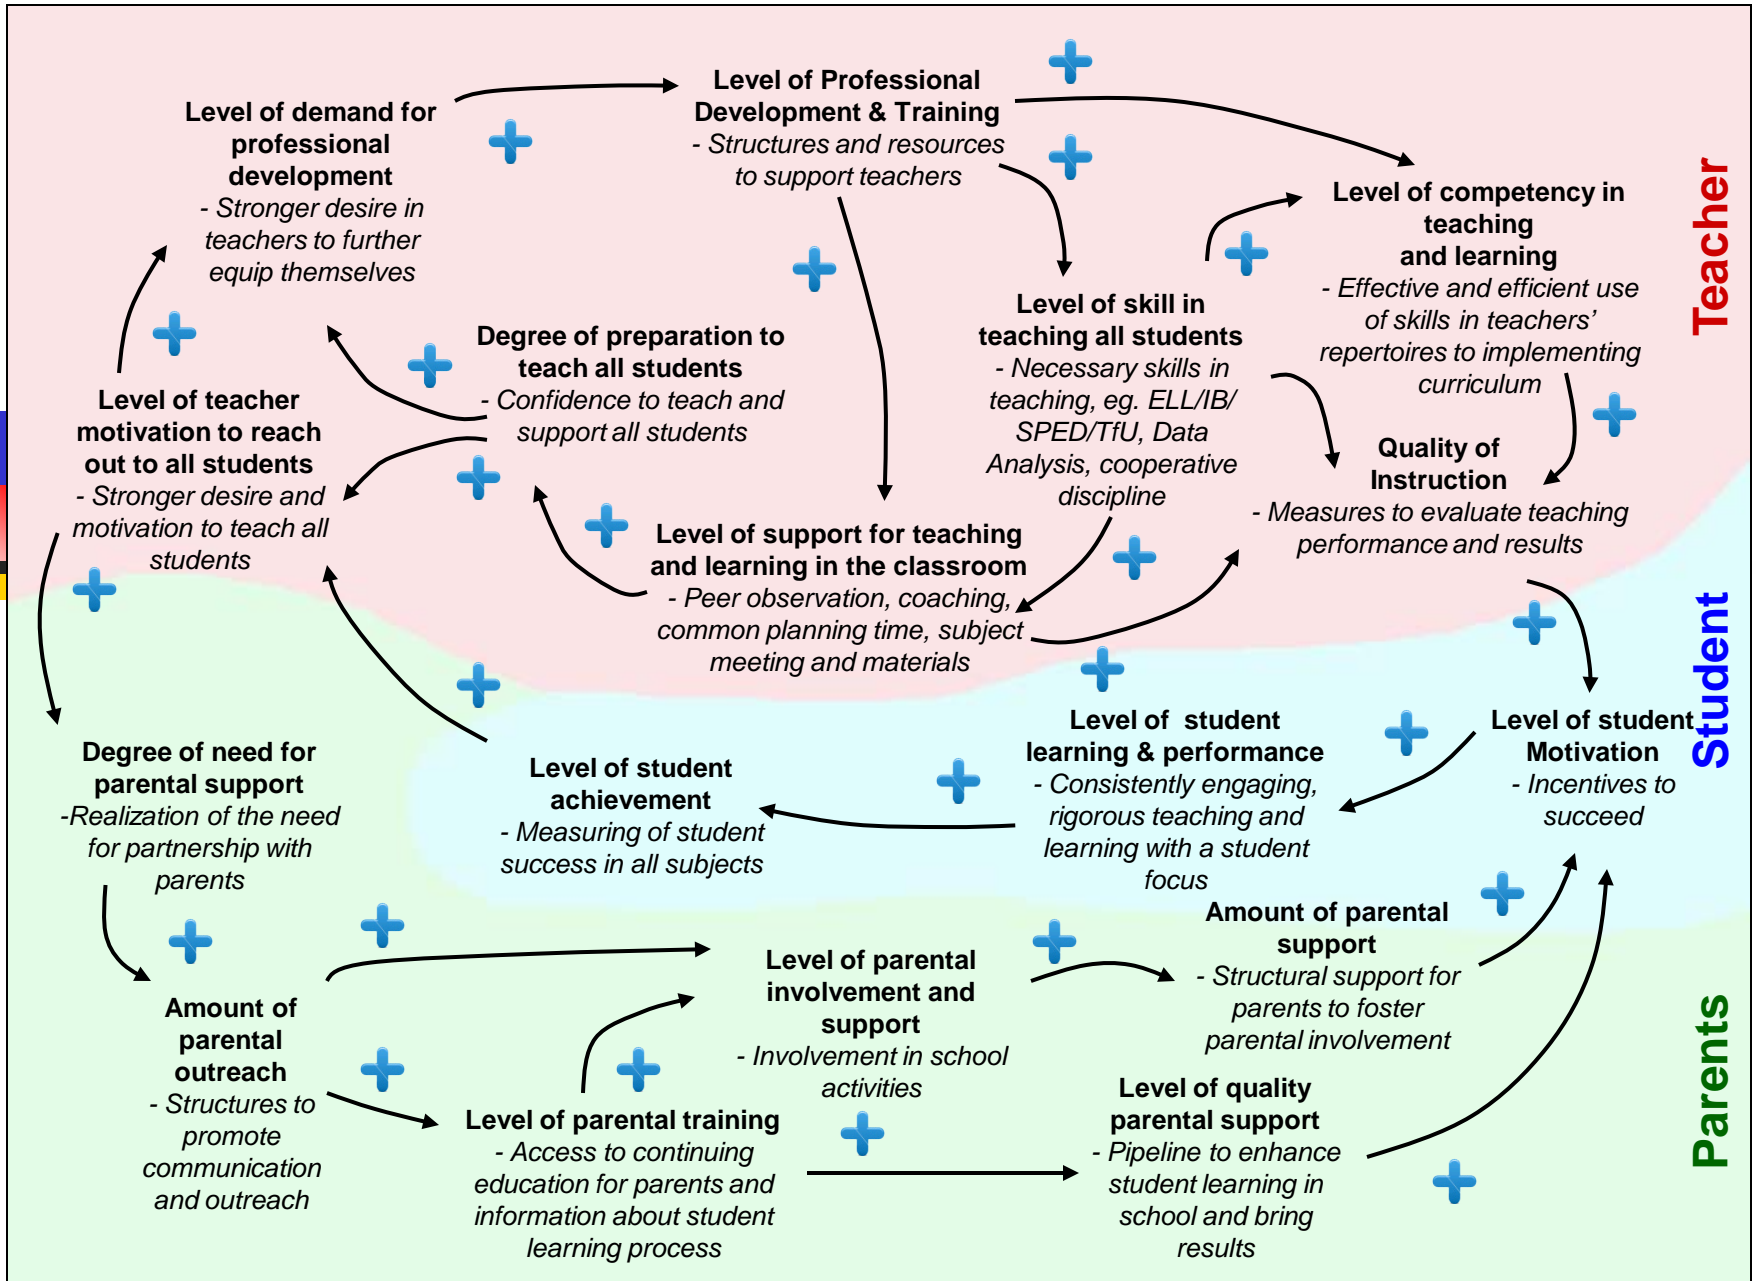 Level of Professional
Development & Training
- Structures and resources
to support teachers
Level of demand for
professional
development
- Stronger desire in
teachers to further
equip themselves
Level of competency in
teaching
and learning
- Effective and efficient use
of skills in teachers’
repertoires to implementing
curriculum
Teacher
Level of skill in
teaching all students
- Necessary skills in
teaching, eg. ELL/IB/
SPED/TfU, Data
Analysis, cooperative
discipline
Degree of preparation to
teach all students
- Confidence to teach and
support all students
Level of teacher
motivation to reach
out to all students
- Stronger desire and
motivation to teach all
students
Quality of
Instruction
- Measures to evaluate teaching
performance and results
Level of support for teaching
and learning in the classroom
- Peer observation, coaching,
common planning time, subject
meeting and materials
Student
Level of student
Motivation
- Incentives to
succeed
Level of student
learning & performance
- Consistently engaging,
rigorous teaching and
learning with a student
focus
Level of student
achievement
- Measuring of student
success in all subjects
Degree of need for
parental support
-Realization of the need
for partnership with
parents
Amount of parental
support
- Structural support for
parents to foster
parental involvement
Level of parental
involvement and
support
- Involvement in school
activities
Amount of
parental
outreach
- Structures to
promote
communication
and outreach
Parents
Level of quality
parental support
- Pipeline to enhance
student learning in
school and bring
results
Level of parental training
- Access to continuing
education for parents and
information about student
learning process